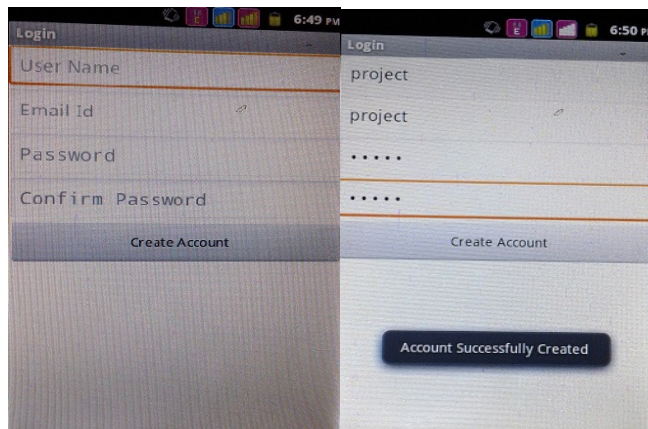 6:49 PM
Login
User Name
Email Id
Password
Confirm Password
Create Account
6:50 P
Login
project
project
•••••
•••••
Create Account
Account Successfully Created